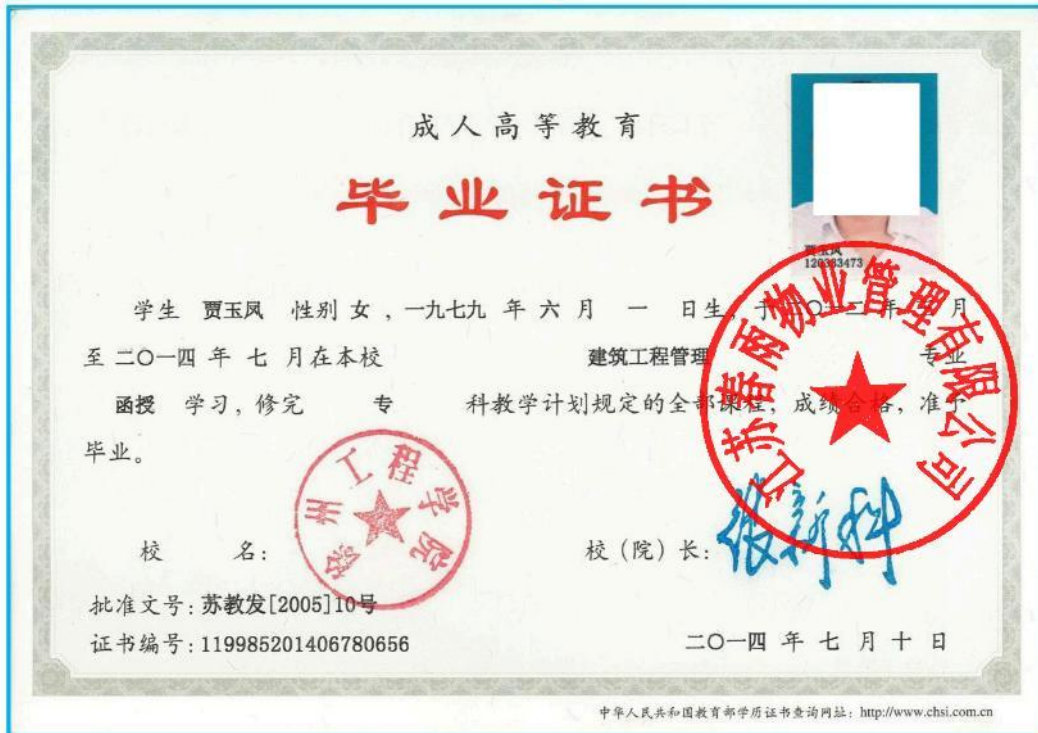 成人高等教育
毕业证书
贾玉凤
120383473
学生 贾玉凤 性别 女，一九七九 年 六 月 一 日生，于二〇一二 年 月
至 二〇一四 年 七 月在本校 建筑工程管理 专业
函授 学习，修完 专 科教学计划规定的全部课程，成绩合格，准予
毕业。
江苏春雨物业管理有限公司
徐州工程学院
校 名：
校（院）长：张新科
批准文号：苏教发[2005]10号
证书编号：119985201406780656
二〇一四 年 七 月 十 日
中华人民共和国教育部学历证书查询网址：http://www.chsi.com.cn